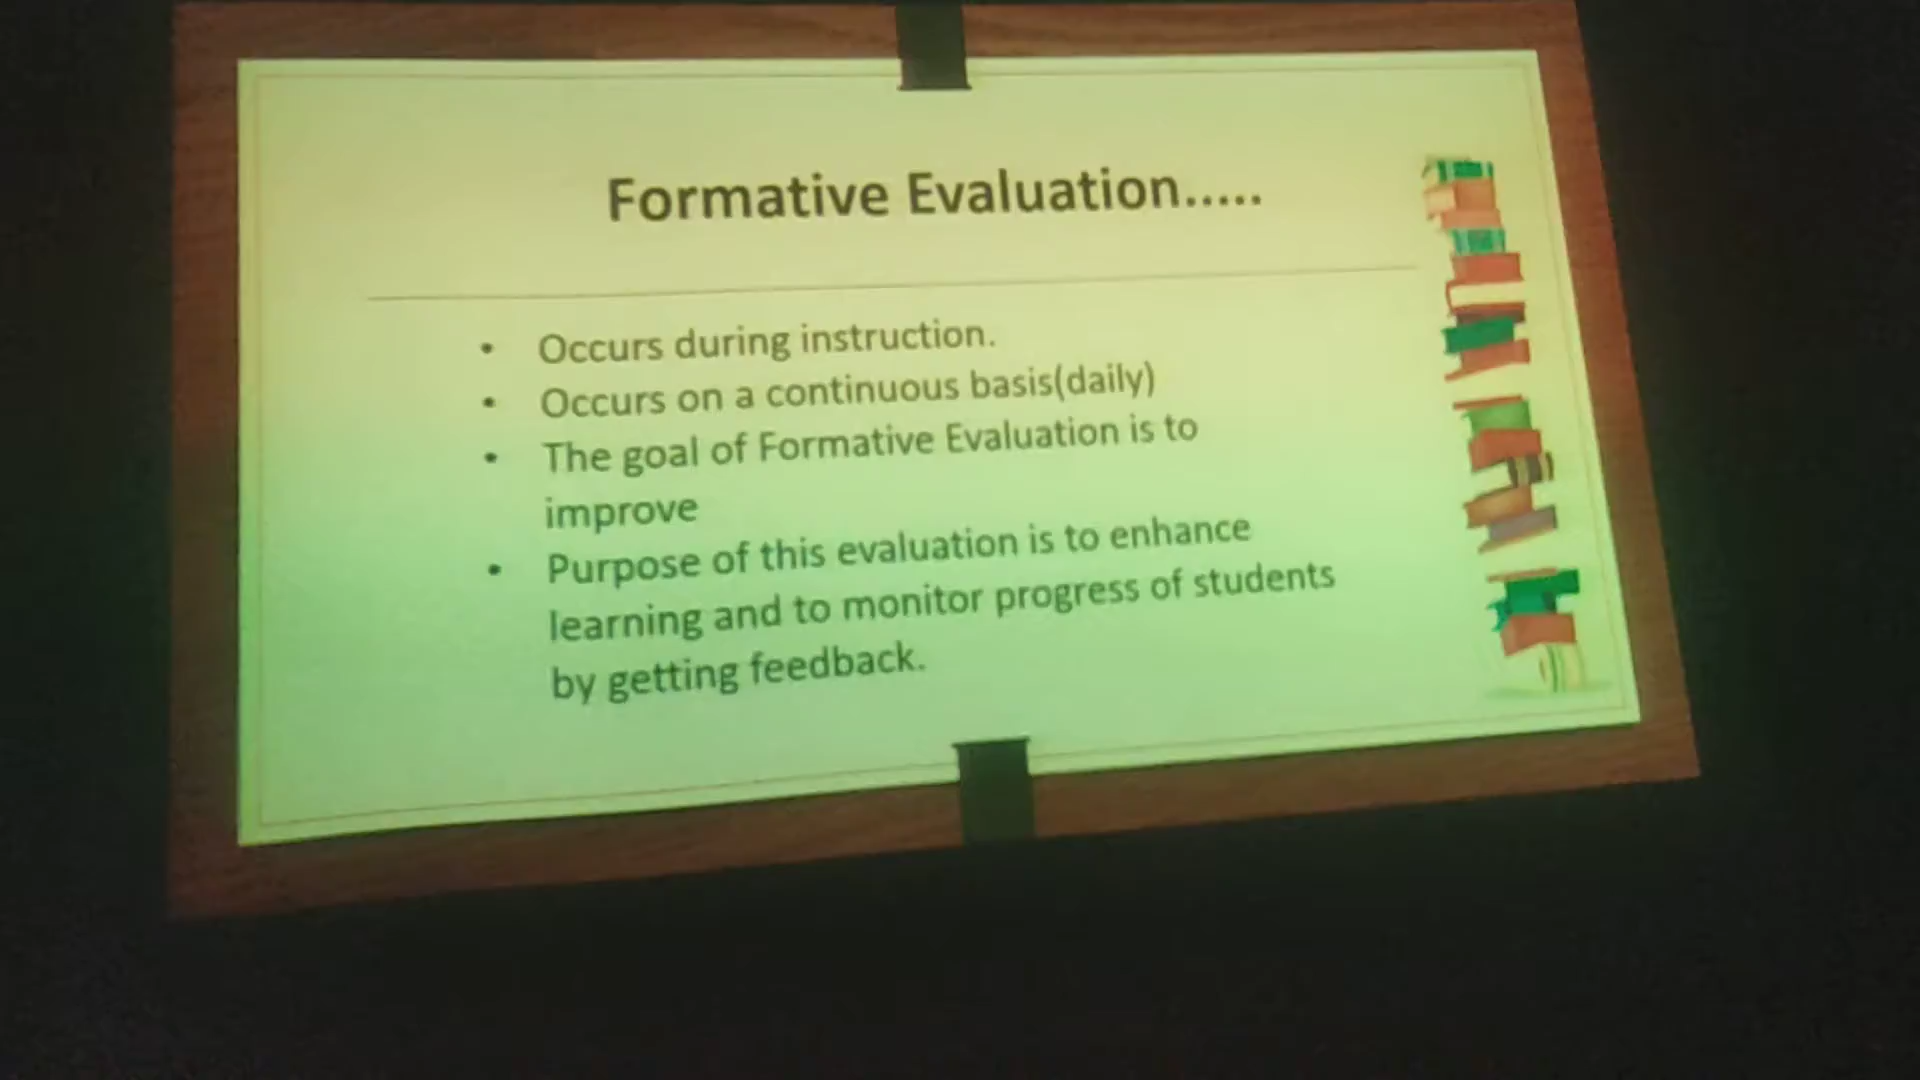 Formative Evaluation.....
• Occurs during instruction.
• Occurs on a continuous basis(daily)
• The goal of Formative Evaluation is to
improve
• Purpose of this evaluation is to enhance
learning and to monitor progress of students
by getting feedback.